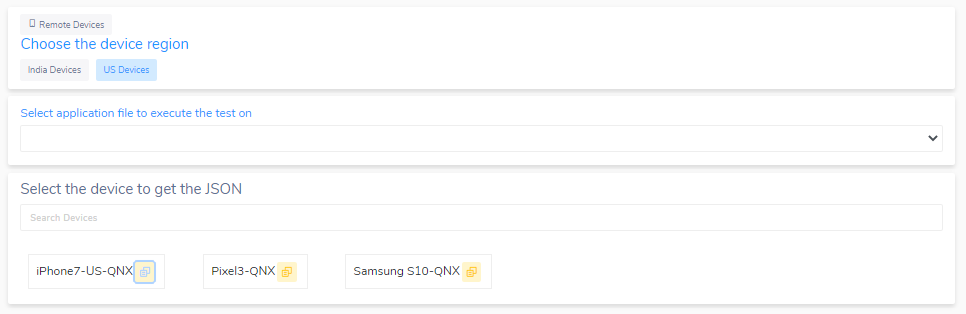 Remote Devices
Choose the device region
India Devices US Devices
Select application file to execute the test on
Select the device to get the JSON
Search Devices
iPhone7-US-QNX Pixel3-QNX Samsung S10-QNX